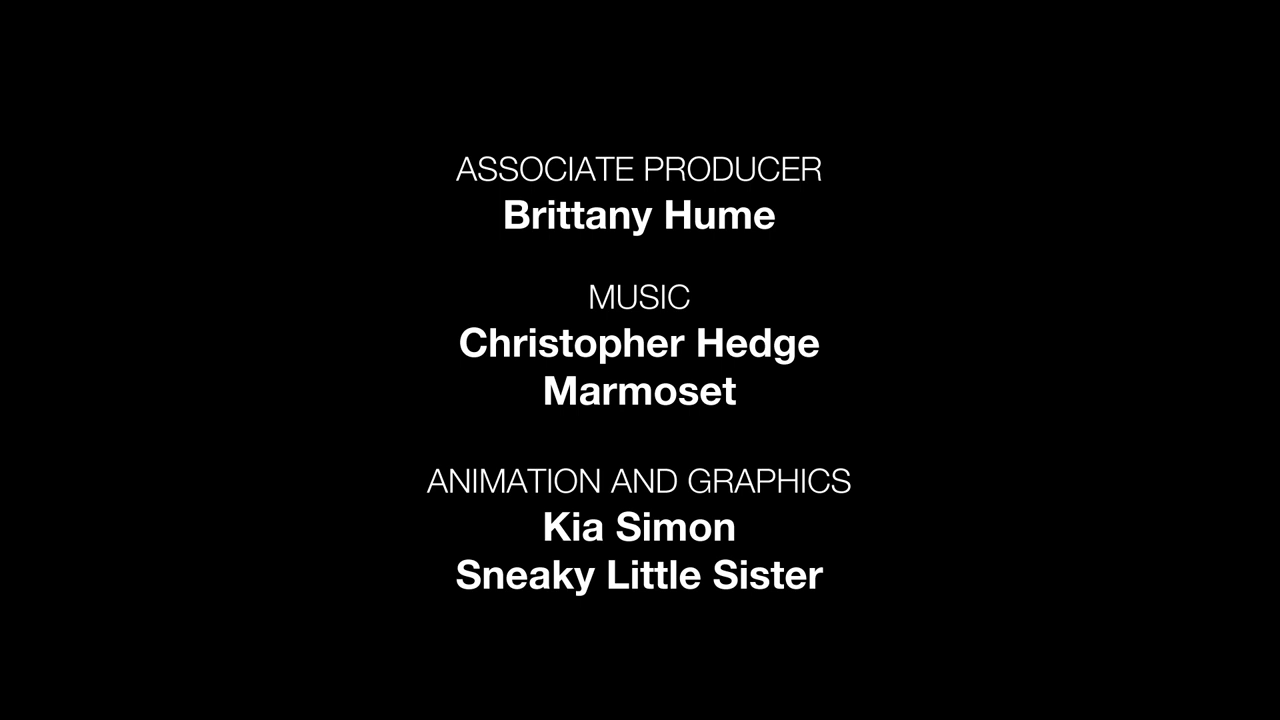 ASSOCIATE PRODUCER
Brittany Hume
MUSIC
Christopher Hedge
Marmoset
ANIMATION AND GRAPHICS
Kia Simon
Sneaky Little Sister